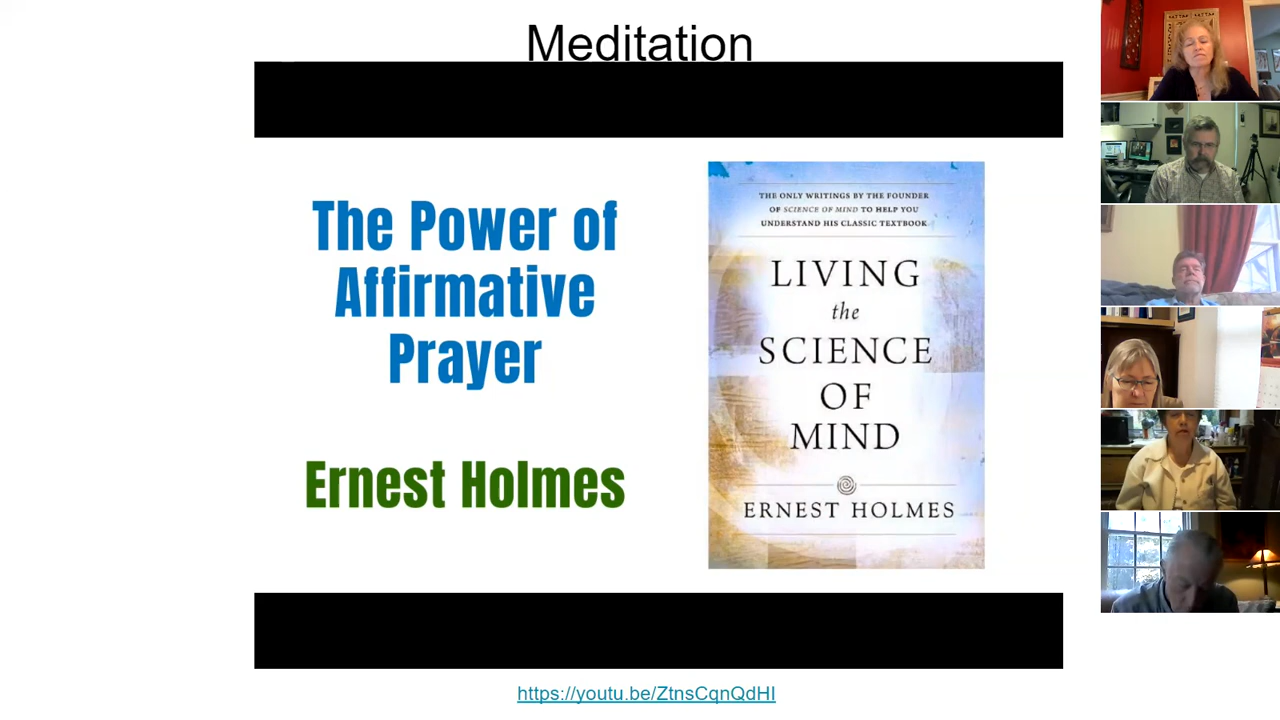 Meditation
The Power of
Affirmative
Prayer
Ernest Holmes
THE ONLY WRITINGS BY THE FOUNDER
OF SCIENCE OF MIND TO HELP YOU
UNDERSTAND HIS CLASSIC TEXTBOOK
LIVING
the
SCIENCE
OF
MIND
ERNEST HOLMES
https://youtu.be/ZtnsCqnQdHI